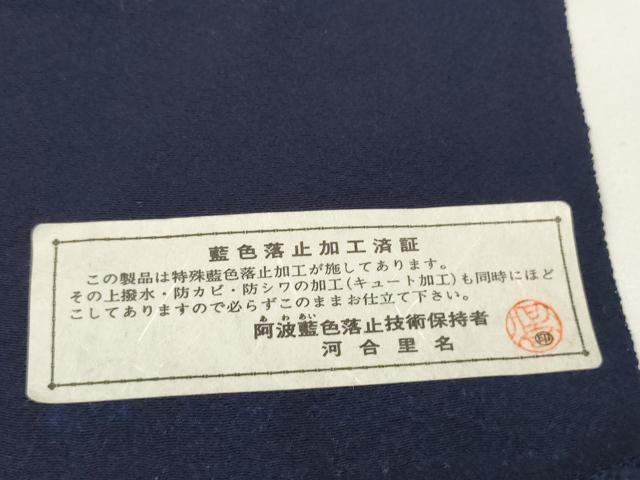 藍色落止加工済証
この製品は特殊藍色落止加工が施してあります。
その上撥水・防カビ・防シワの加工(キュート加工)も同時にほど
こしてありますので必らずこのままお仕立て下さい。
阿波藍色落止技術保持者
河合里名
印